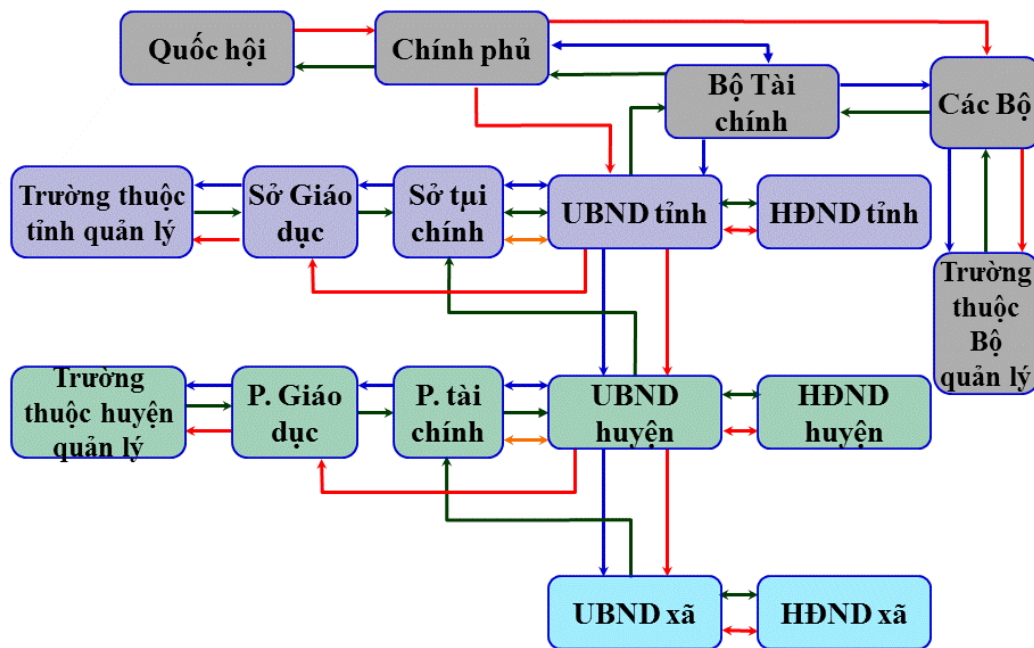 Quốc hội
Chính phủ
Bộ Tài
chính
Các Bộ
Trường thuộc
tỉnh quản lý
Sở Giáo
dục
Sở tµi
chính
UBND tỉnh
HĐND tỉnh
Trường
thuộc
Bộ
quản lý
Trường
thuộc huyện
quản lý
P. Giáo
dục
P. tài
chính
UBND
huyện
HĐND
huyện
UBND xã
HĐND xã